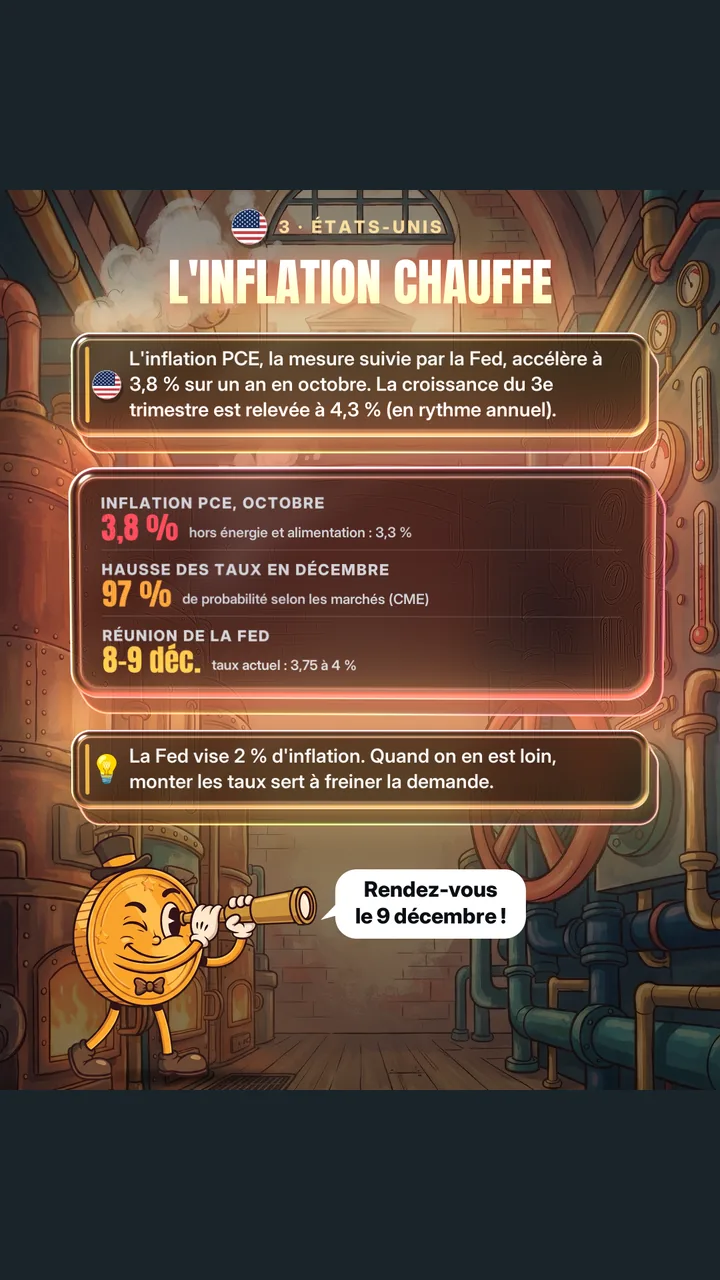 3 · ÉTATS-UNIS
L'INFLATION CHAUFFE
L'inflation PCE, la mesure suivie par la Fed, accélère à
3,8 % sur un an en octobre. La croissance du 3e
trimestre est relevée à 4,3 % (en rythme annuel).
INFLATION PCE, OCTOBRE
3,8 % hors énergie et alimentation : 3,3 %
HAUSSE DES TAUX EN DÉCEMBRE
97 % de probabilité selon les marchés (CME)
RÉUNION DE LA FED
8-9 déc. taux actuel : 3,75 à 4 %
La Fed vise 2 % d'inflation. Quand on en est loin,
monter les taux sert à freiner la demande.
Rendez-vous
le 9 décembre !